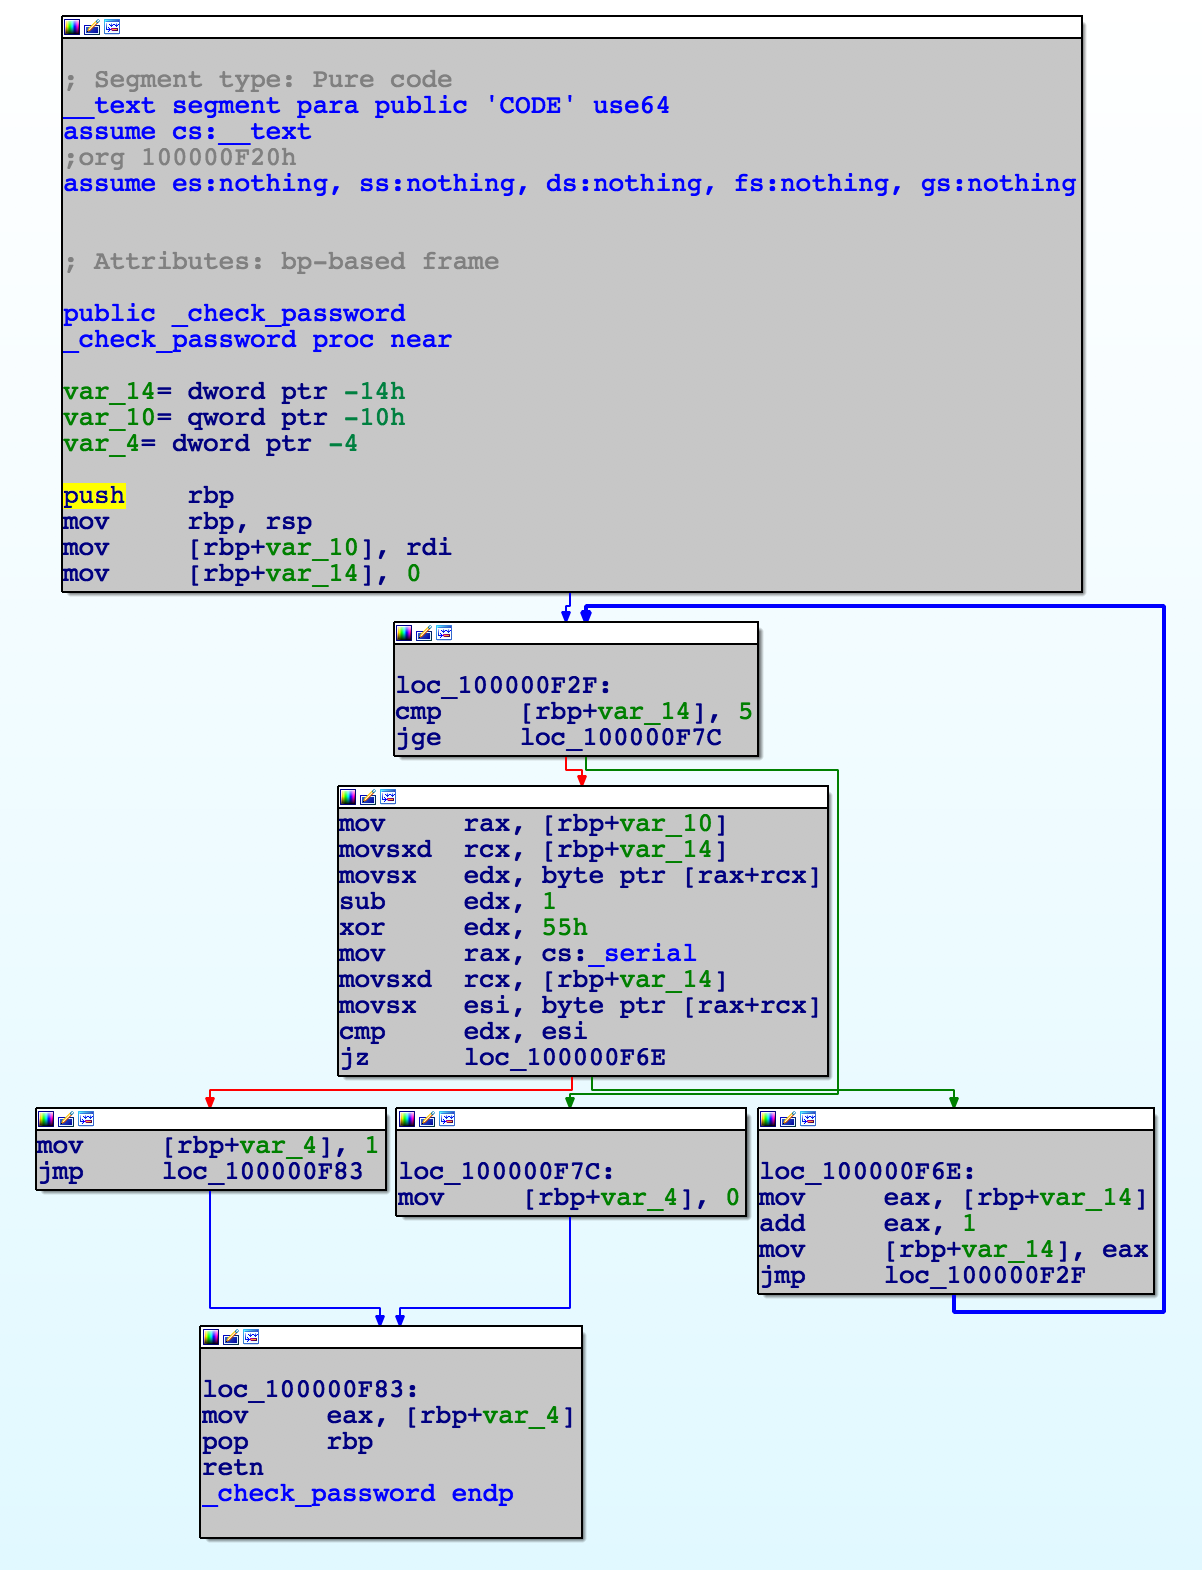 ; Segment type: Pure code
__text segment para public 'CODE' use64
assume cs:__text
;org 100000F20h
assume es:nothing, ss:nothing, ds:nothing, fs:nothing, gs:nothing
; Attributes: bp-based frame
public _check_password
_check_password proc near
var_14= dword ptr -14h
var_10= qword ptr -10h
var_4= dword ptr -4
push rbp
mov rbp, rsp
mov [rbp+var_10], rdi
mov [rbp+var_14], 0
loc_100000F2F:
cmp [rbp+var_14], 5
jge loc_100000F7C
mov rax, [rbp+var_10]
movsxd rcx, [rbp+var_14]
movsx edx, byte ptr [rax+rcx]
sub edx, 1
xor edx, 55h
mov rax, cs:_serial
movsxd rcx, [rbp+var_14]
movsx esi, byte ptr [rax+rcx]
cmp edx, esi
jz loc_100000F6E
mov [rbp+var_4], 1
jmp loc_100000F83
loc_100000F7C:
mov [rbp+var_4], 0
loc_100000F6E:
mov eax, [rbp+var_14]
add eax, 1
mov [rbp+var_14], eax
jmp loc_100000F2F
loc_100000F83:
mov eax, [rbp+var_4]
pop rbp
retn
_check_password endp